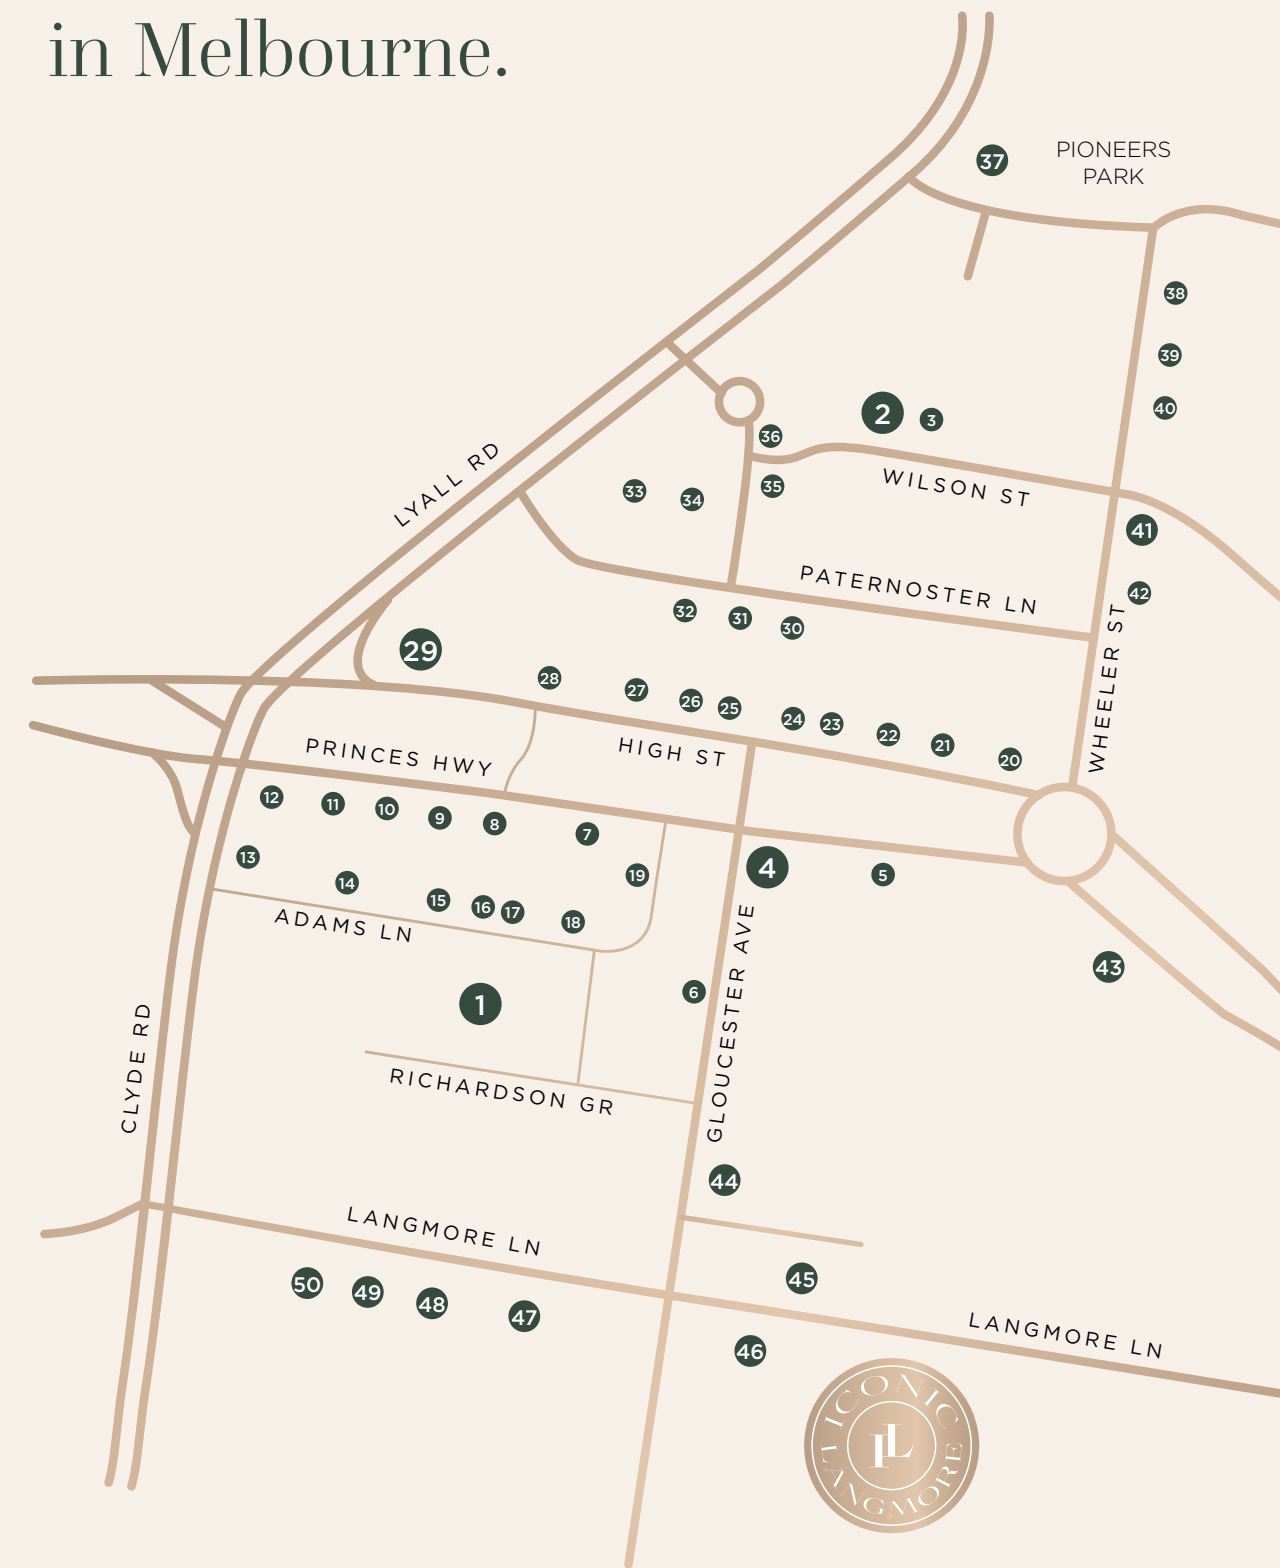 in Melbourne.
37
PIONEERS
PARK
38
39
40
2
3
36
LYALL RD
33
34
35
WILSON ST
41
PATERNOSTER LN
42
32
31
30
WHEELER ST
29
28
27
26
25
24
23
22
21
20
PRINCES HWY
HIGH ST
12
11
10
9
8
7
13
14
15
16
17
18
19
4
5
ADAMS LN
GLOUCESTER AVE
43
1
6
CLYDE RD
RICHARDSON GR
44
LANGMORE LN
50
49
48
47
45
46
LANGMORE LN
ICONIC
IL
LANGMORE